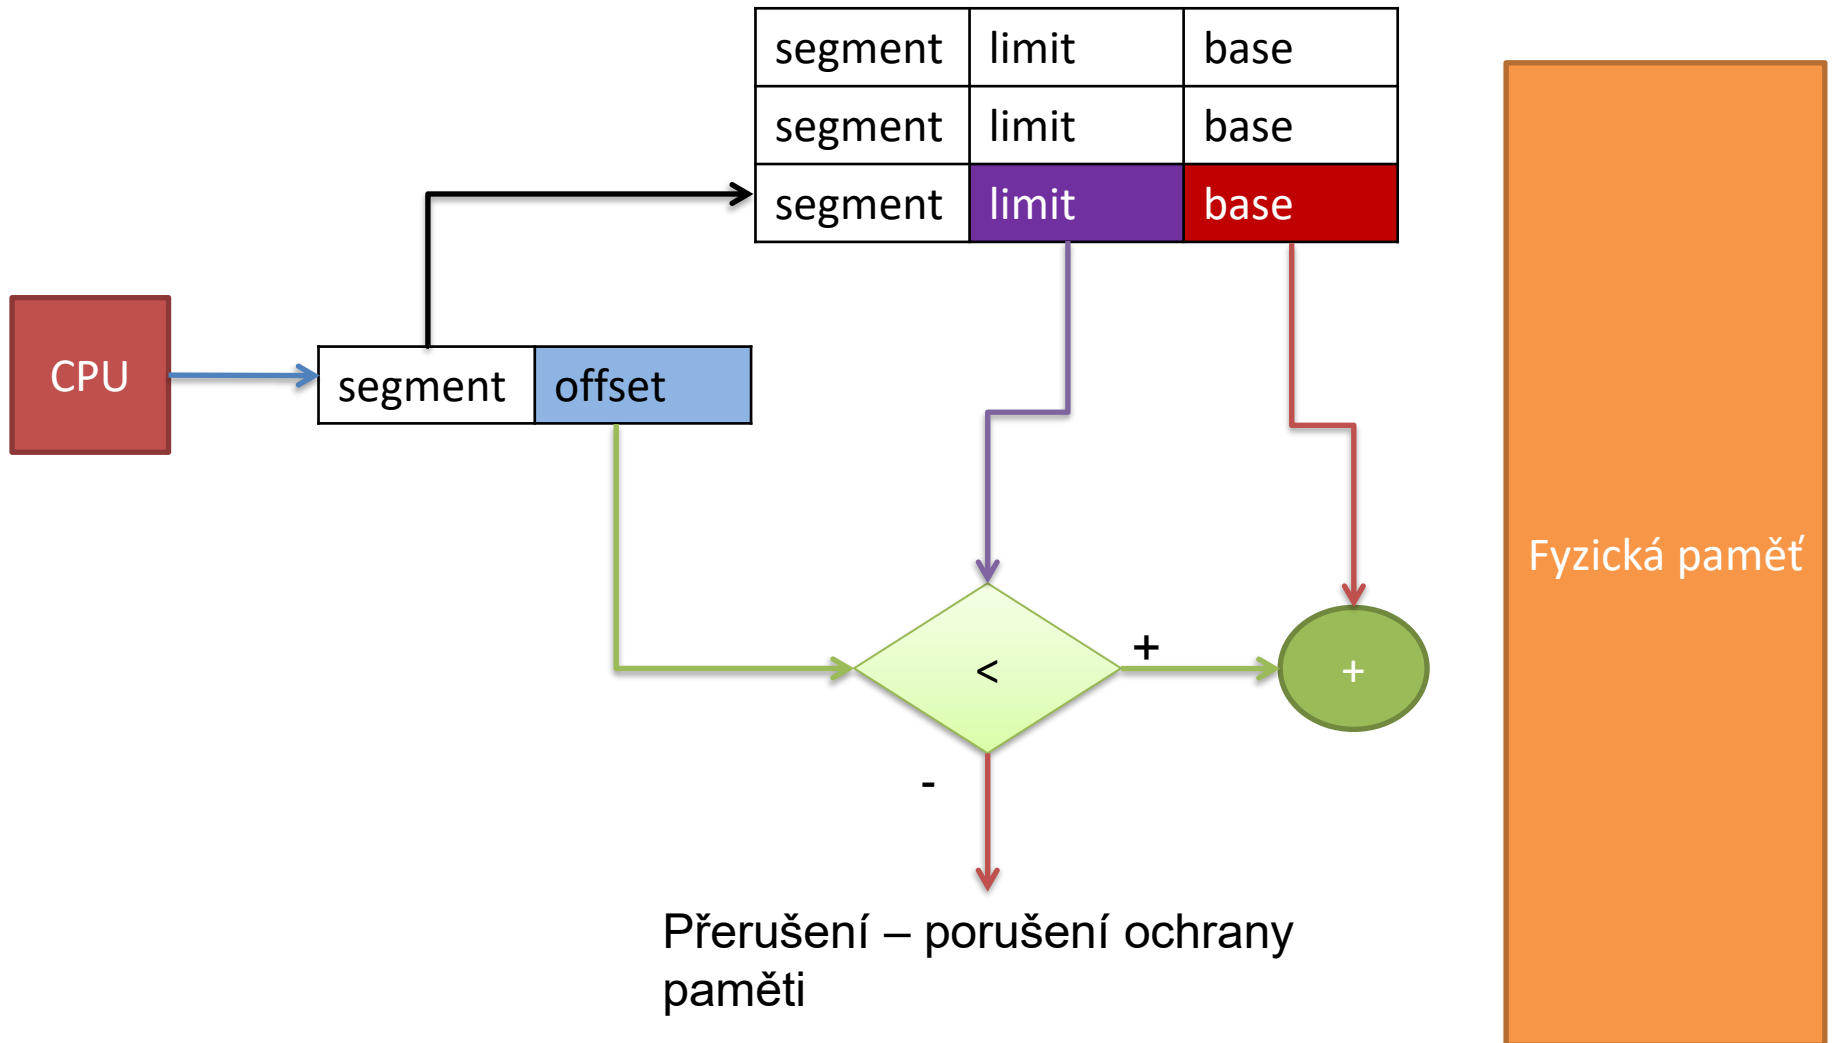 segment limit base
segment limit base
segment limit base
CPU
segment offset
Fyzická paměť
<
+
+
-
Přerušení – porušení ochrany
paměti